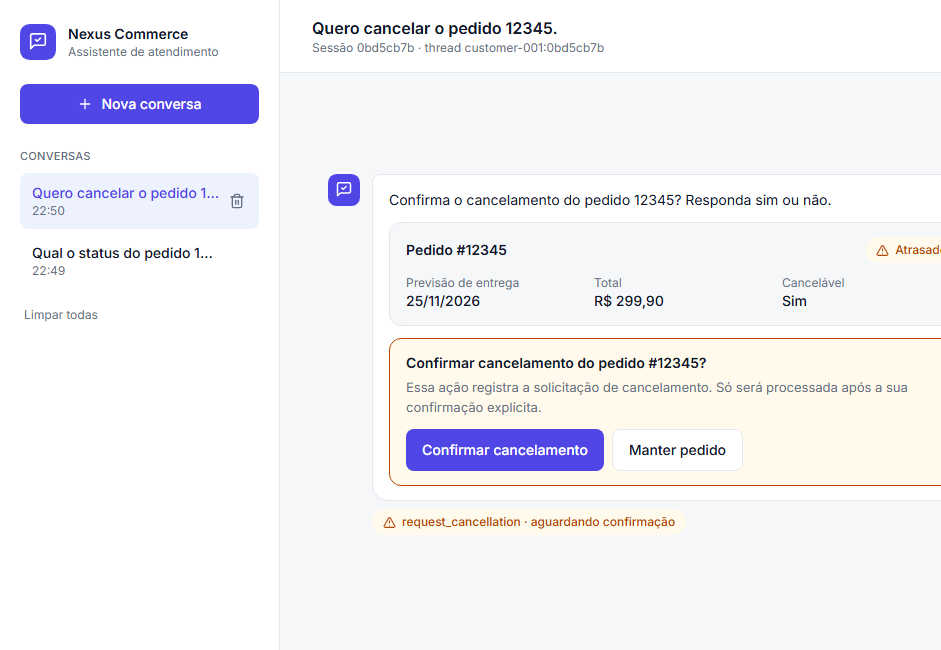 Nexus Commerce
Assistente de atendimento
+ Nova conversa
CONVERSAS
Quero cancelar o pedido 1...
22:50
Qual o status do pedido 1...
22:49
Limpar todas
Quero cancelar o pedido 12345.
Sessão 0bd5cb7b · thread customer-001:0bd5cb7b
Confirma o cancelamento do pedido 12345? Responda sim ou não.
Pedido #12345
Atrasado
Previsão de entrega
Total
Cancelável
25/11/2026
R$ 299,90
Sim
Confirmar cancelamento do pedido #12345?
Essa ação registra a solicitação de cancelamento. Só será processada após a sua
confirmação explícita.
Confirmar cancelamento
Manter pedido
request_cancellation · aguardando confirmação